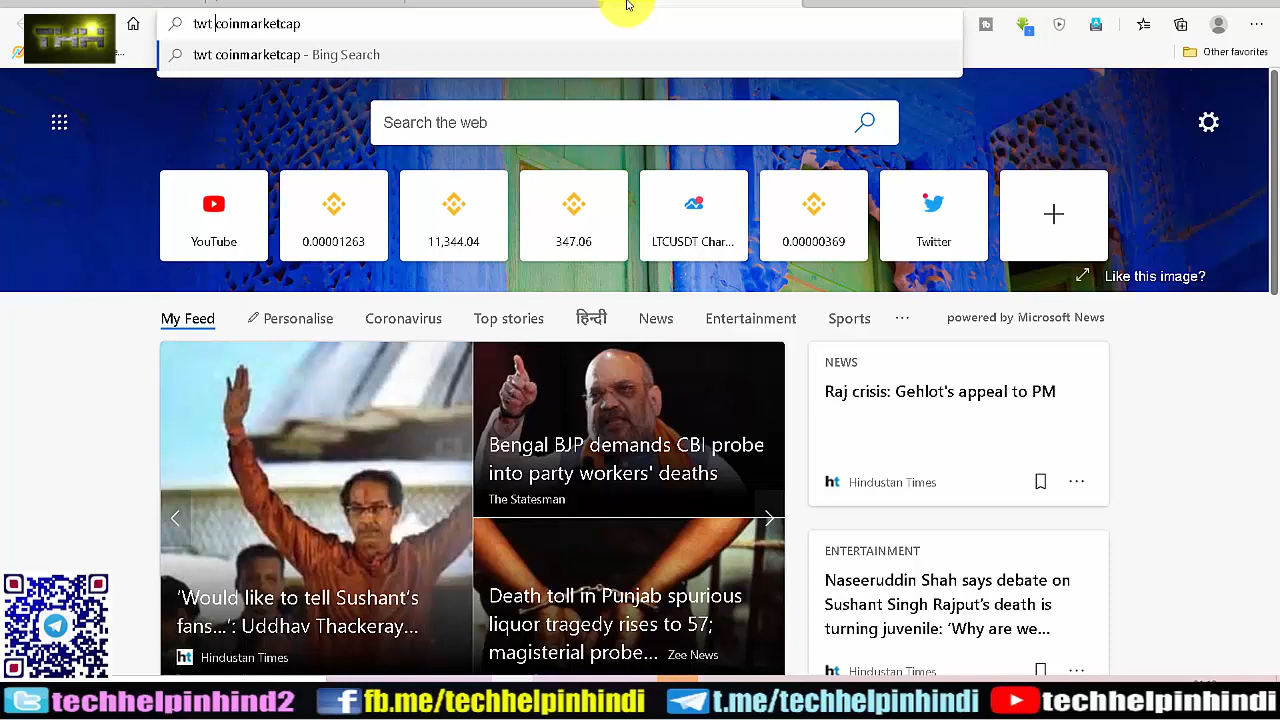 twt coinmarketcap
THH
twt coinmarketcap - Bing Search
Other favorites
Search the web
YouTube
0.00001263
11,344.04
347.06
LTCUSDT Char...
0.00000369
Twitter
Like this image?
My Feed
Personalise
Coronavirus
Top stories
हिन्दी
News
Entertainment
Sports
...
powered by Microsoft News
‘Would like to tell Sushant’s
fans...’: Uddhav Thackeray...
ht Hindustan Times
Bengal BJP demands CBI probe
into party workers' deaths
The Statesman
Death toll in Punjab spurious
liquor tragedy rises to 57;
magisterial probe... Zee News
NEWS
Raj crisis: Gehlot's appeal to PM
ht Hindustan Times
ENTERTAINMENT
Naseeruddin Shah says debate on
Sushant Singh Rajput’s death is
turning juvenile: ‘Why are we...
ht Hindustan Times
techhelpinhind2
fb.me/techhelpinhindi
t.me/techhelpinhindi
techhelpinhindi